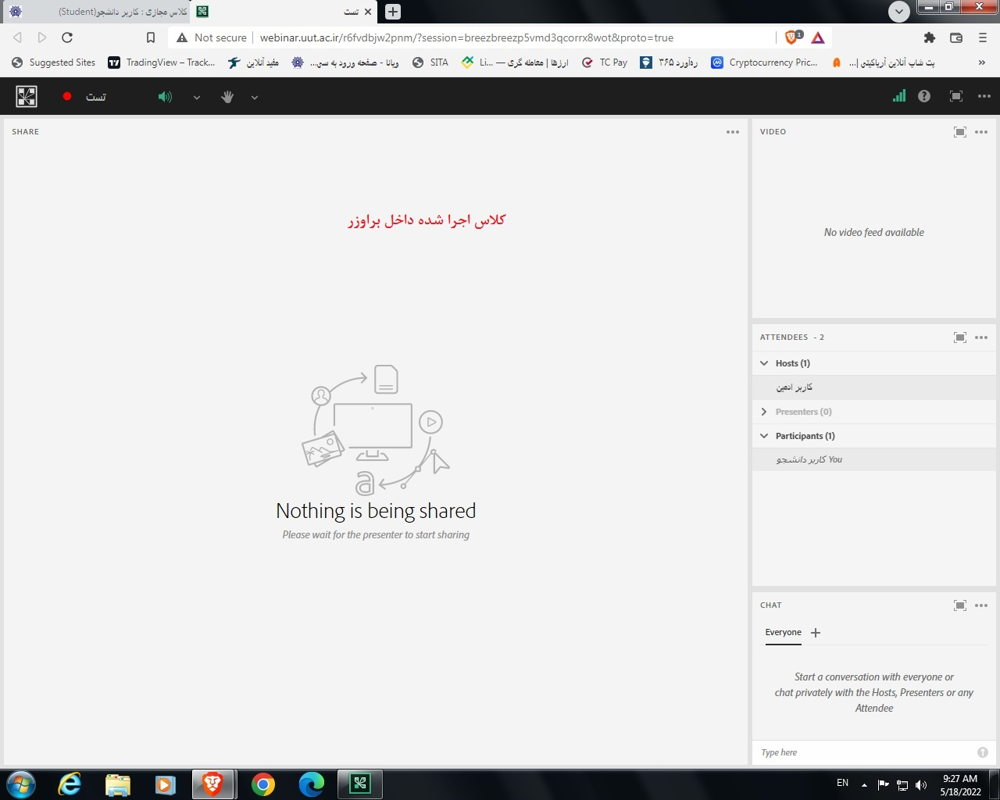 کلاس مجازی : کاربر دانشجو(Student)
تست
Not secure
webinar.uut.ac.ir/r6fvdbjw2pnm/?session=breezbreezp5vmd3qcorrx8wot&proto=true
1
Suggested Sites
TradingView – Track...
مفید آنلاین
ویانا - صفحه ورود به سی...
SITA
ارزها | معامله گری — ...Li
TC Pay
ره‌آورد ۳۶۵
Cryptocurrency Pric...
پت شاپ آنلاین آریاکیتی |...
»
تست
SHARE
کلاس اجرا شده داخل براوزر
a
Nothing is being shared
Please wait for the presenter to start sharing
VIDEO
No video feed available
ATTENDEES - 2
Hosts (1)
کاربر ادمین
Presenters (0)
Participants (1)
کاربر دانشجو You
CHAT
Everyone
Start a conversation with everyone or
chat privately with the Hosts, Presenters or any
Attendee
Type here
EN
9:27 AM
5/18/2022